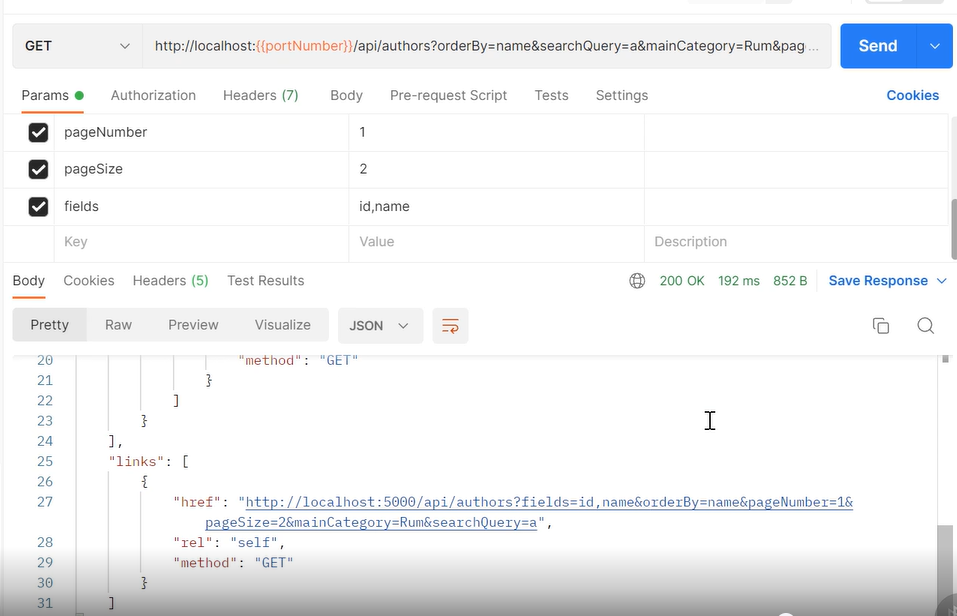 GET
http://localhost:{{portNumber}}/api/authors?orderBy=name&searchQuery=a&mainCategory=Rum&pag...
Send
Params
Authorization
Headers (7)
Body
Pre-request Script
Tests
Settings
Cookies
pageNumber 1
pageSize 2
fields id,name
Key Value Description
Body
Cookies
Headers (5)
Test Results
200 OK 192 ms 852 B
Save Response
Pretty
Raw
Preview
Visualize
JSON
20 "method": "GET"
21 }
22 ]
23 }
24 ],
25 "links": [
26 {
27 "href": "http://localhost:5000/api/authors?fields=id,name&orderBy=name&pageNumber=1&
pageSize=2&mainCategory=Rum&searchQuery=a",
28 "rel": "self",
29 "method": "GET"
30 }
31 ]